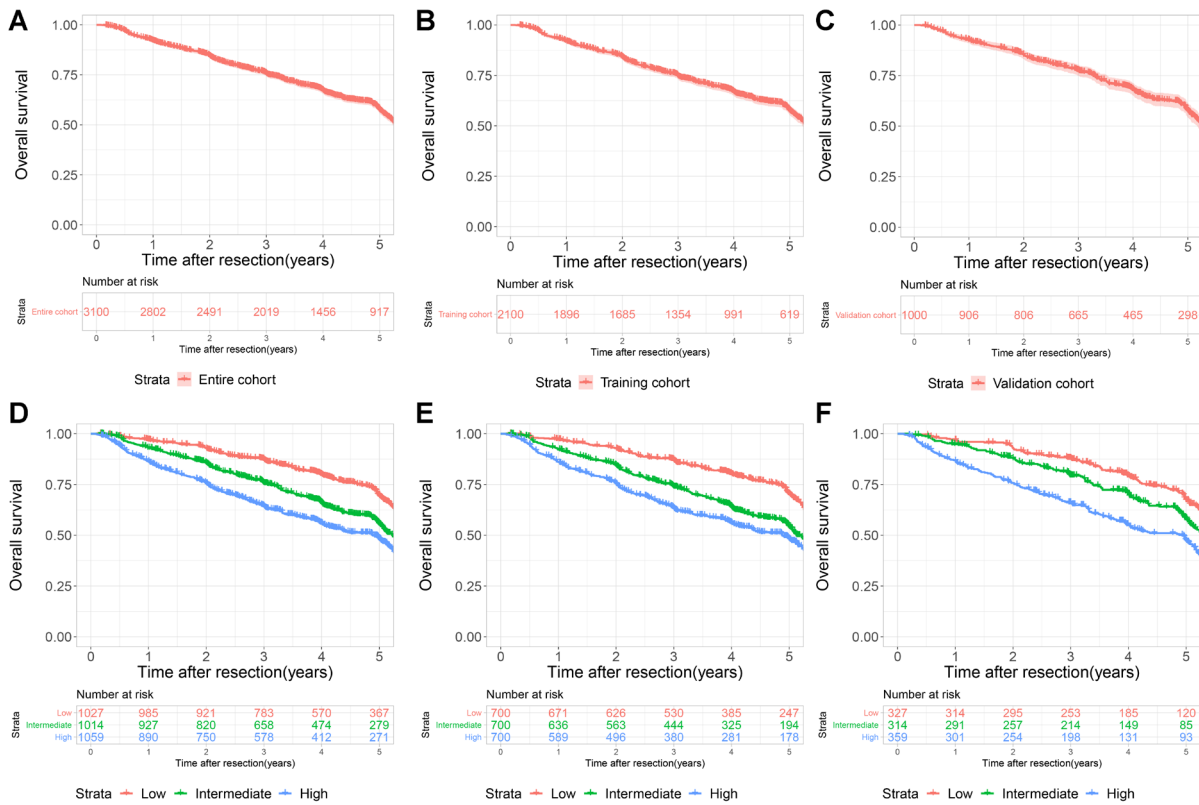 A
Overall survival
1.00
0.75
0.50
0.25
0.00
0 1 2 3 4 5
Time after resection(years)
Number at risk
Strata
Entire cohort 3100 2802 2491 2019 1456 917
0 1 2 3 4 5
Time after resection(years)
Strata Entire cohort
B
Overall survival
1.00
0.75
0.50
0.25
0.00
0 1 2 3 4 5
Time after resection(years)
Number at risk
Strata
Training cohort 2100 1896 1685 1354 991 619
0 1 2 3 4 5
Time after resection(years)
Strata Training cohort
C
Overall survival
1.00
0.75
0.50
0.25
0.00
0 1 2 3 4 5
Time after resection(years)
Number at risk
Strata
Validation cohort 1000 906 806 665 465 298
0 1 2 3 4 5
Time after resection(years)
Strata Validation cohort
D
Overall survival
1.00
0.75
0.50
0.25
0.00
0 1 2 3 4 5
Time after resection(years)
Number at risk
Strata
Low 1027 985 921 783 570 367
Intermediate 1014 927 820 658 474 279
High 1059 890 750 578 412 271
0 1 2 3 4 5
Time after resection(years)
Strata Low Intermediate High
E
Overall survival
1.00
0.75
0.50
0.25
0.00
0 1 2 3 4 5
Time after resection(years)
Number at risk
Strata
Low 700 671 626 530 385 247
Intermediate 700 636 563 444 325 194
High 700 589 496 380 281 178
0 1 2 3 4 5
Time after resection(years)
Strata Low Intermediate High
F
Overall survival
1.00
0.75
0.50
0.25
0.00
0 1 2 3 4 5
Time after resection(years)
Number at risk
Strata
Low 327 314 295 253 185 120
Intermediate 314 291 257 214 149 85
High 359 301 254 198 131 93
0 1 2 3 4 5
Time after resection(years)
Strata Low Intermediate High